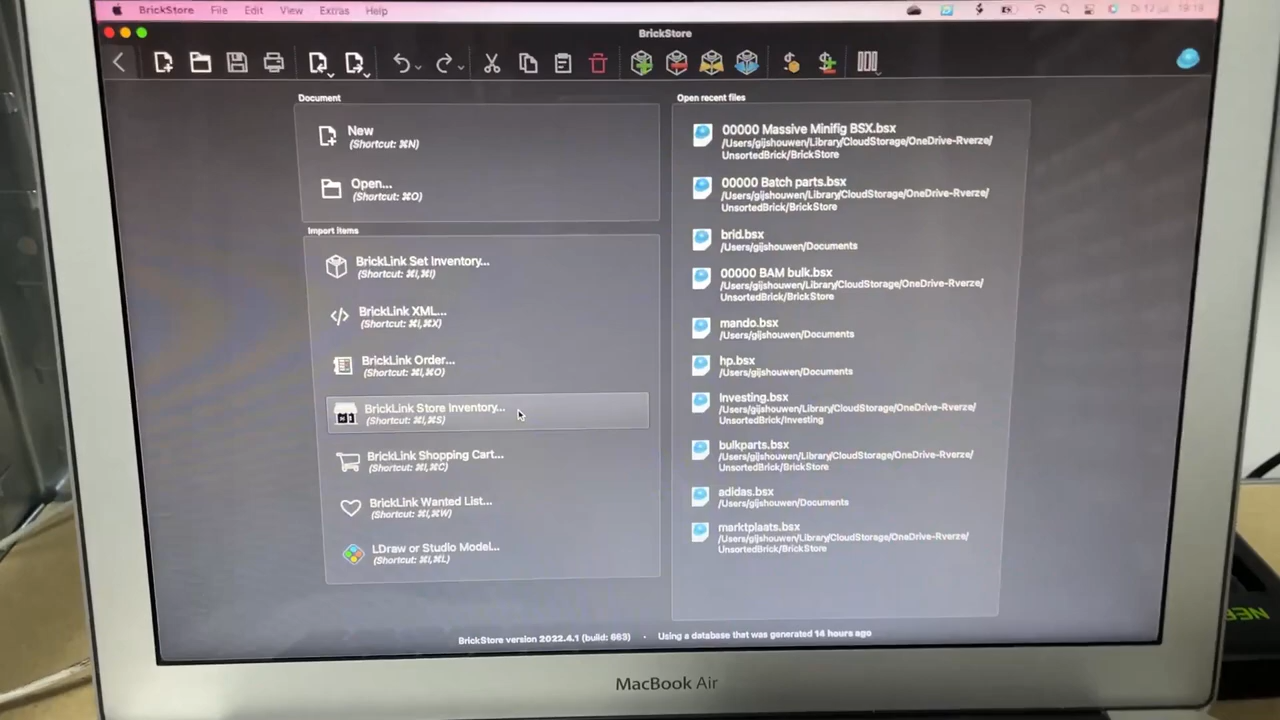 BrickStore File Edit View Extras Help
BrickStore
Document
New
(Shortcut: ⌘N)
Open...
(Shortcut: ⌘O)
Import items
BrickLink Set Inventory...
(Shortcut: ⌘I,⌘I)
BrickLink XML...
(Shortcut: ⌘I,⌘X)
BrickLink Order...
(Shortcut: ⌘I,⌘O)
BrickLink Store Inventory...
(Shortcut: ⌘I,⌘S)
BrickLink Shopping Cart...
(Shortcut: ⌘I,⌘C)
BrickLink Wanted List...
(Shortcut: ⌘I,⌘W)
LDraw or Studio Model...
(Shortcut: ⌘I,⌘L)
Open recent files
00000 Massive Minifig BSX.bsx
/Users/gijshouwen/Library/CloudStorage/OneDrive-Rverze/
UnsortedBrick/BrickStore
00000 Batch parts.bsx
/Users/gijshouwen/Library/CloudStorage/OneDrive-Rverze/
UnsortedBrick/BrickStore
brid.bsx
/Users/gijshouwen/Documents
00000 BAM bulk.bsx
/Users/gijshouwen/Library/CloudStorage/OneDrive-Rverze/
UnsortedBrick/BrickStore
mando.bsx
/Users/gijshouwen/Documents
hp.bsx
/Users/gijshouwen/Documents
Investing.bsx
/Users/gijshouwen/Library/CloudStorage/OneDrive-Rverze/
UnsortedBrick/Investing
bulkparts.bsx
/Users/gijshouwen/Library/CloudStorage/OneDrive-Rverze/
UnsortedBrick/BrickStore
adidas.bsx
/Users/gijshouwen/Documents
marktplaats.bsx
/Users/gijshouwen/Library/CloudStorage/OneDrive-Rverze/
UnsortedBrick/BrickStore
BrickStore version 2022.4.1 (build: 663) · Using a database that was generated 14 hours ago
MacBook Air